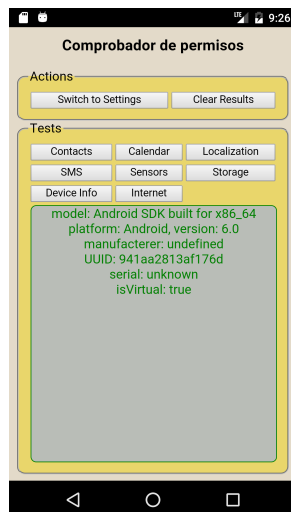 LTE 9:26
Comprobador de permisos
Actions
Switch to Settings Clear Results
Tests
Contacts Calendar Localization
SMS Sensors Storage
Device Info Internet
model: Android SDK built for x86_64
platform: Android, version: 6.0
manufacterer: undefined
UUID: 941aa2813af176d
serial: unknown
isVirtual: true